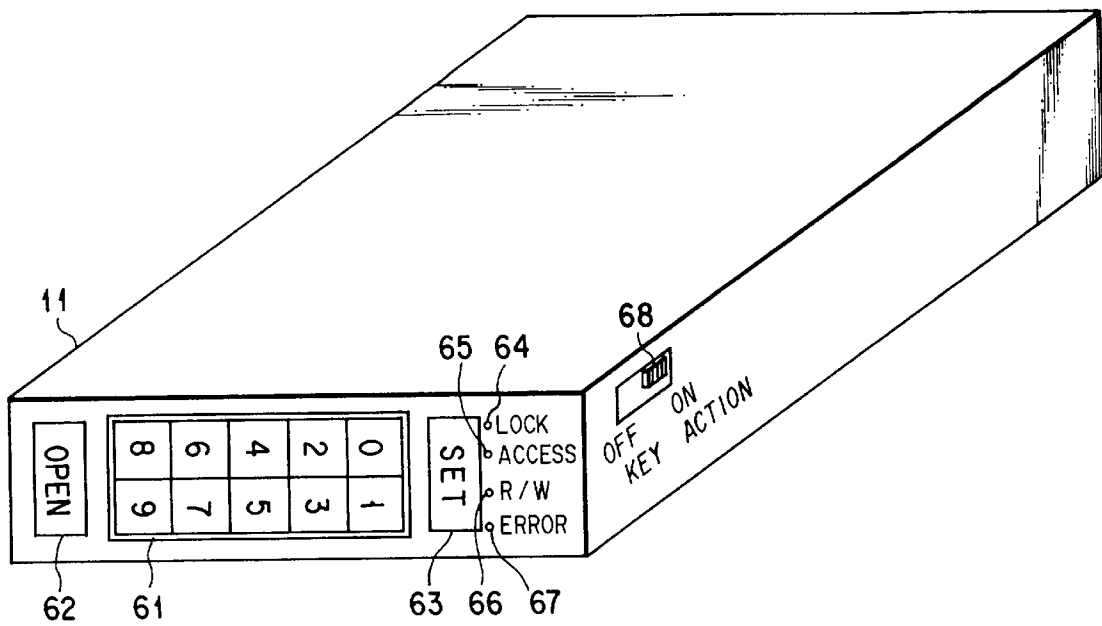 11
65
64
68
LOCK
ACCESS
R/W
ERROR
OPEN
8 6 4 2 0
9 7 5 3 1
SET
OFF ON
KEY ACTION
62
61
63
66
67